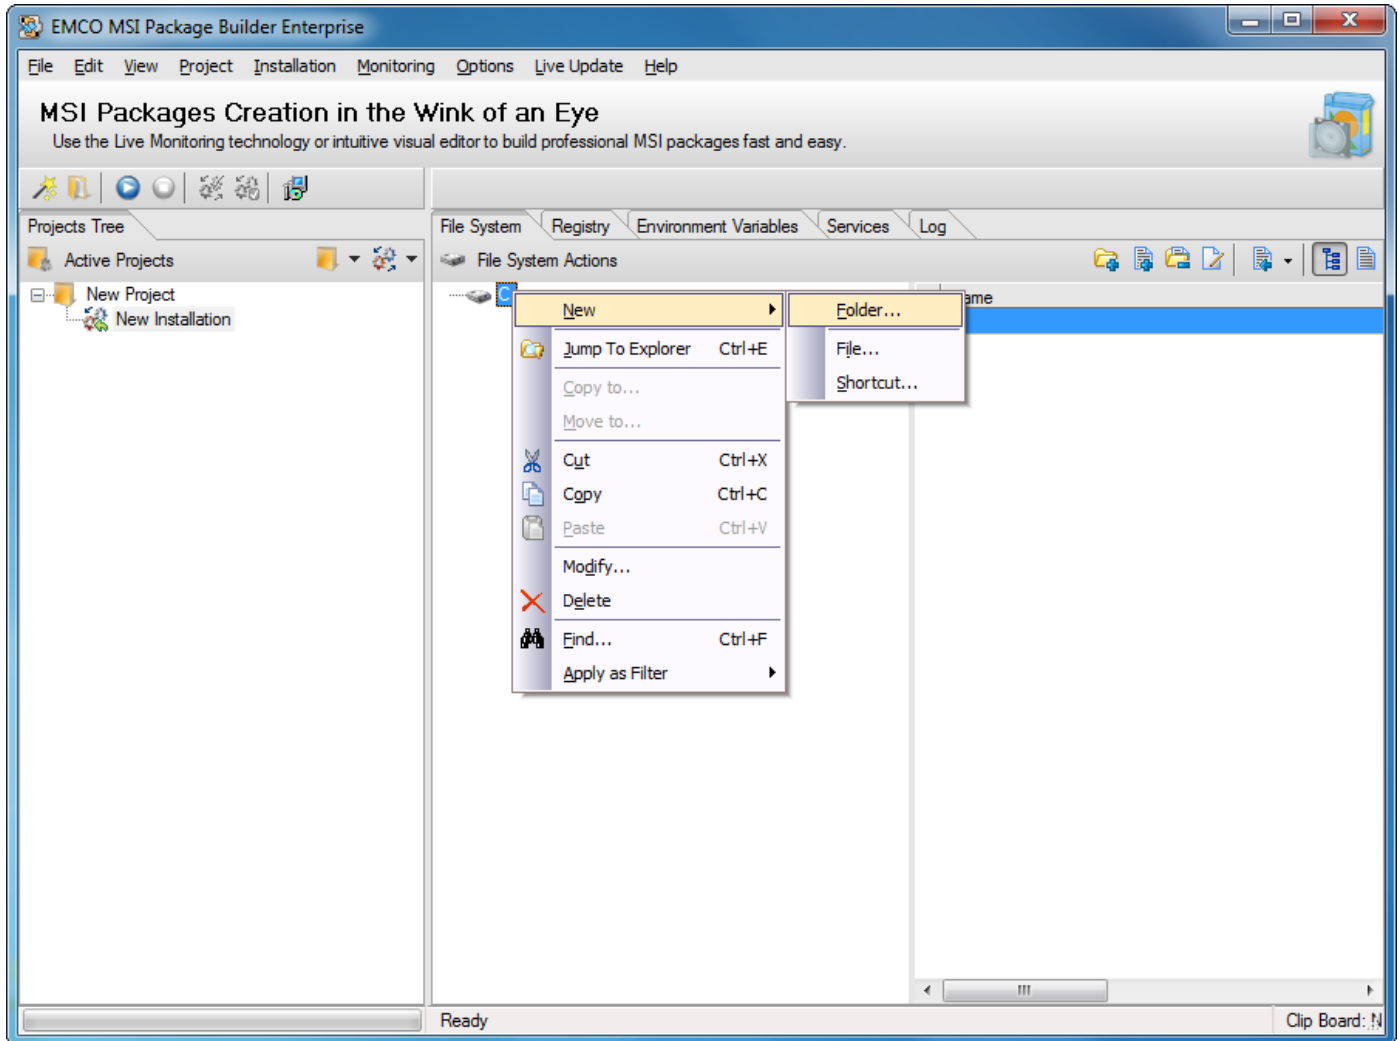 EMCO MSI Package Builder Enterprise
File Edit View Project Installation Monitoring Options Live Update Help
MSI Packages Creation in the Wink of an Eye
Use the Live Monitoring technology or intuitive visual editor to build professional MSI packages fast and easy.
Projects Tree
File System Registry Environment Variables Services Log
Active Projects
File System Actions
New Project
New Installation
C
ame
New
Folder...
Jump To Explorer Ctrl+E
File...
Copy to...
Shortcut...
Move to...
Cut Ctrl+X
Copy Ctrl+C
Paste Ctrl+V
Modify...
Delete
Find... Ctrl+F
Apply as Filter
Ready
Clip Board: N